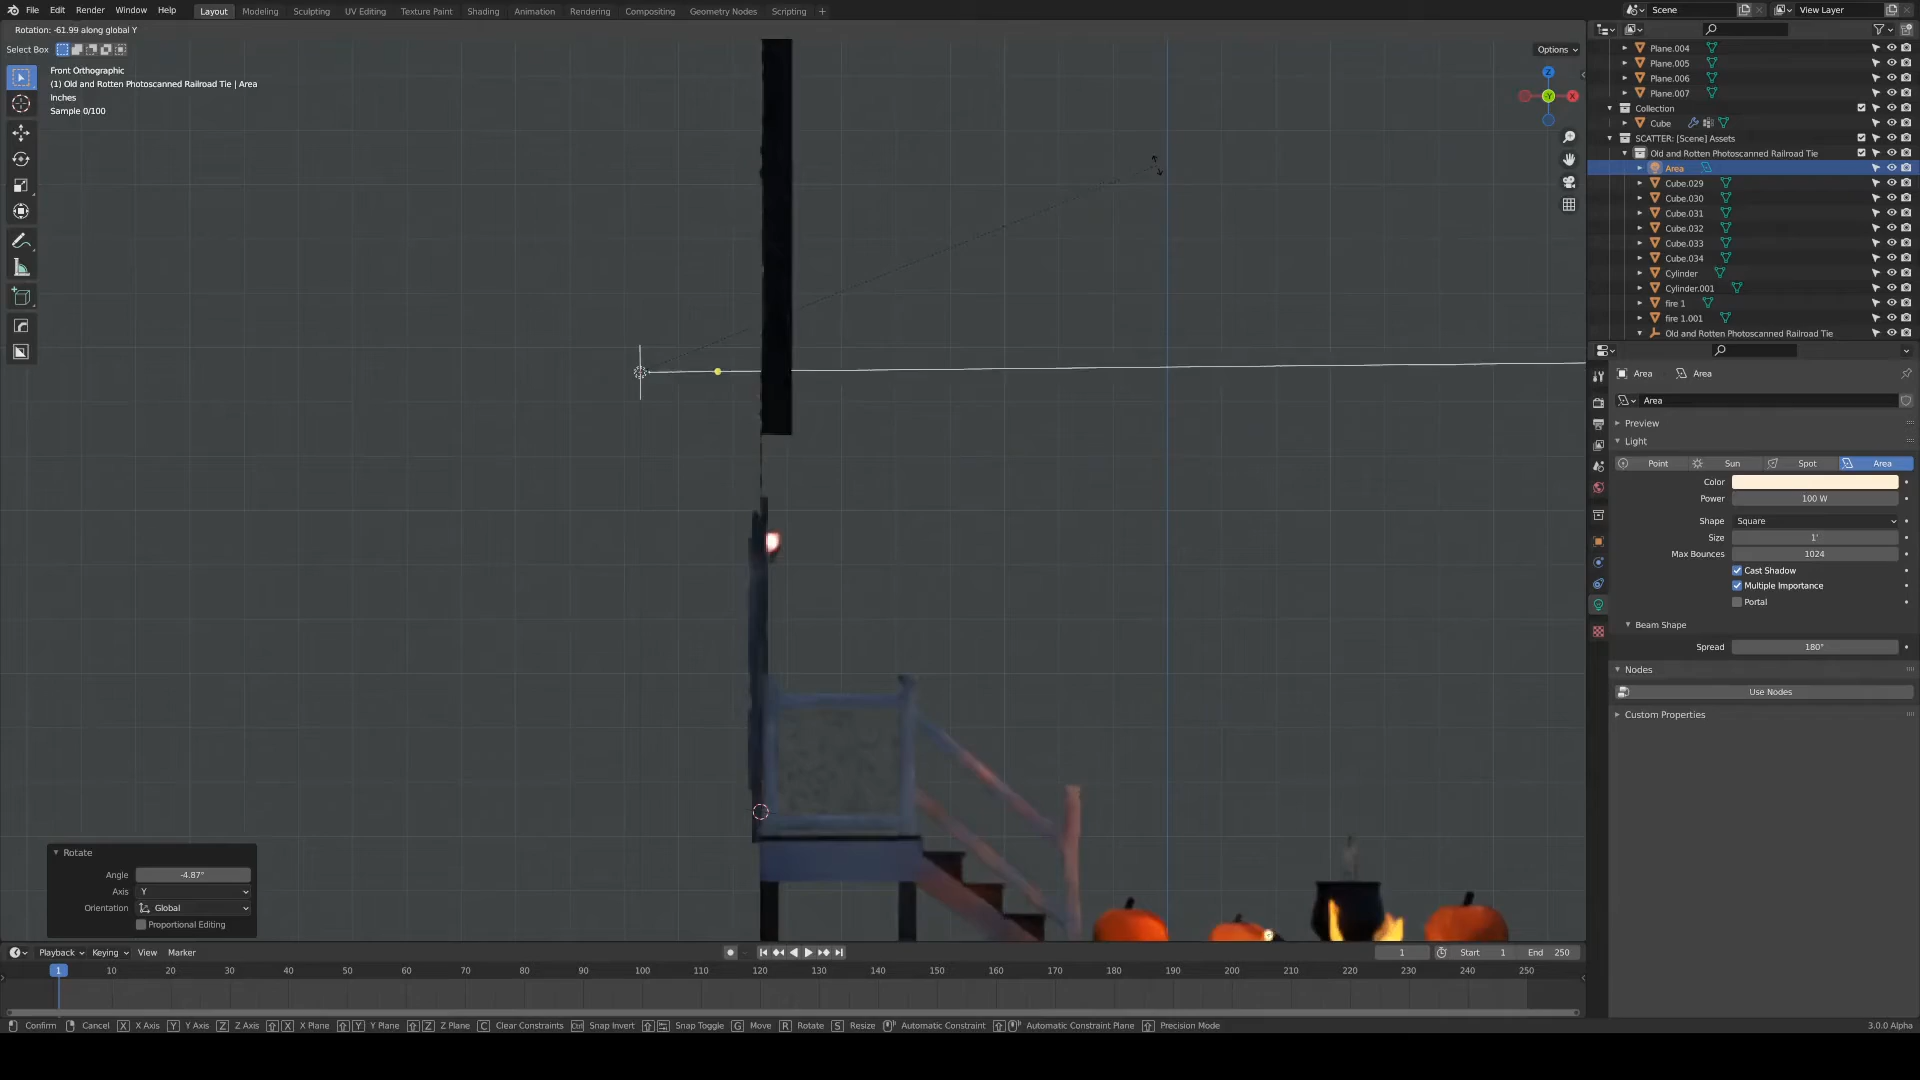 File Edit Render Window Help Layout Modeling Sculpting UV Editing Texture Paint Shading Animation Rendering Compositing Geometry Nodes Scripting + Scene View Layer
Rotation: -61.99 along global Y
Select Box Options
Front Orthographic
(1) Old and Rotten Photoscanned Railroad Tie | Area
Inches
Sample 0/100
Z
Y
X
Plane.004
Plane.005
Plane.006
Plane.007
Collection
Cube
SCATTER: [Scene] Assets
Old and Rotten Photoscanned Railroad Tie
Area
Cube.029
Cube.030
Cube.031
Cube.032
Cube.033
Cube.034
Cylinder
Cylinder.001
fire 1
fire 1.001
Old and Rotten Photoscanned Railroad Tie
Area Area
Area
Preview
Light
Point Sun Spot Area
Color
Power 100 W
Shape Square
Size 1'
Max Bounces 1024
Cast Shadow
Multiple Importance
Portal
Beam Shape
Spread 180°
Nodes
Use Nodes
Custom Properties
Rotate
Angle -4.87°
Axis Y
Orientation Global
Proportional Editing
Playback Keying View Marker 1 Start 1 End 250
1 10 20 30 40 50 60 70 80 90 100 110 120 130 140 150 160 170 180 190 200 210 220 230 240 250
Confirm Cancel X X Axis Y Y Axis Z Z Axis X X Plane Y Y Plane Z Z Plane C Clear Constraints Ctrl Snap Invert Snap Toggle G Move R Rotate S Resize Automatic Constraint Automatic Constraint Plane Precision Mode 3.0.0 Alpha